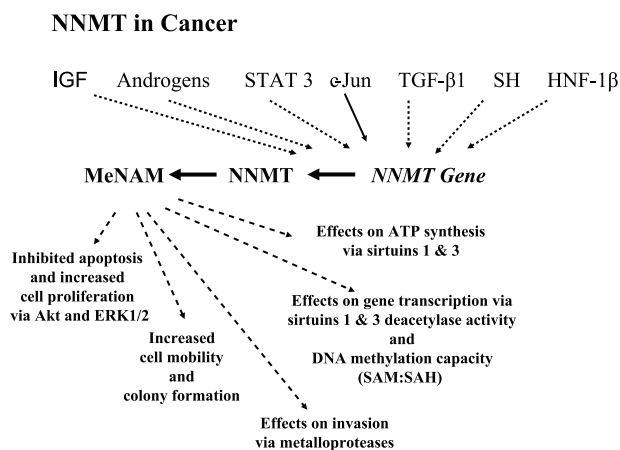 NNMT in Cancer
IGF Androgens STAT 3 c-Jun TGF-β1 SH HNF-1β
MeNAM NNMT NNMT Gene
Effects on ATP synthesis
via sirtuins 1 & 3
Inhibited apoptosis
and increased
cell proliferation
via Akt and ERK1/2
Effects on gene transcription via
sirtuins 1 & 3 deacetylase activity
and
DNA methylation capacity
(SAM:SAH)
Increased
cell mobility
and
colony formation
Effects on invasion
via metalloproteases